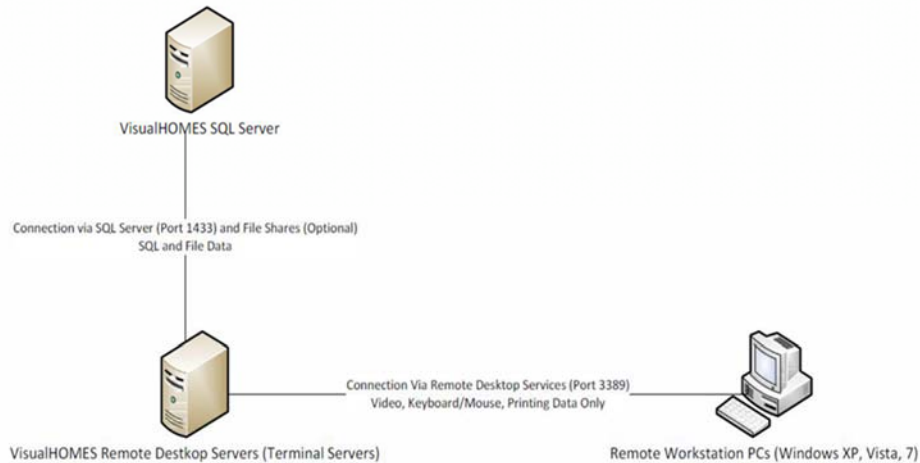 VisualHOMES SQL Server
Connection via SQL Server (Port 1433) and File Shares (Optional)
SQL and File Data
Connection Via Remote Desktop Services (Port 3389)
Video, Keyboard/Mouse, Printing Data Only
VisualHOMES Remote Destkop Servers (Terminal Servers)
Remote Workstation PCs (Windows XP, Vista, 7)